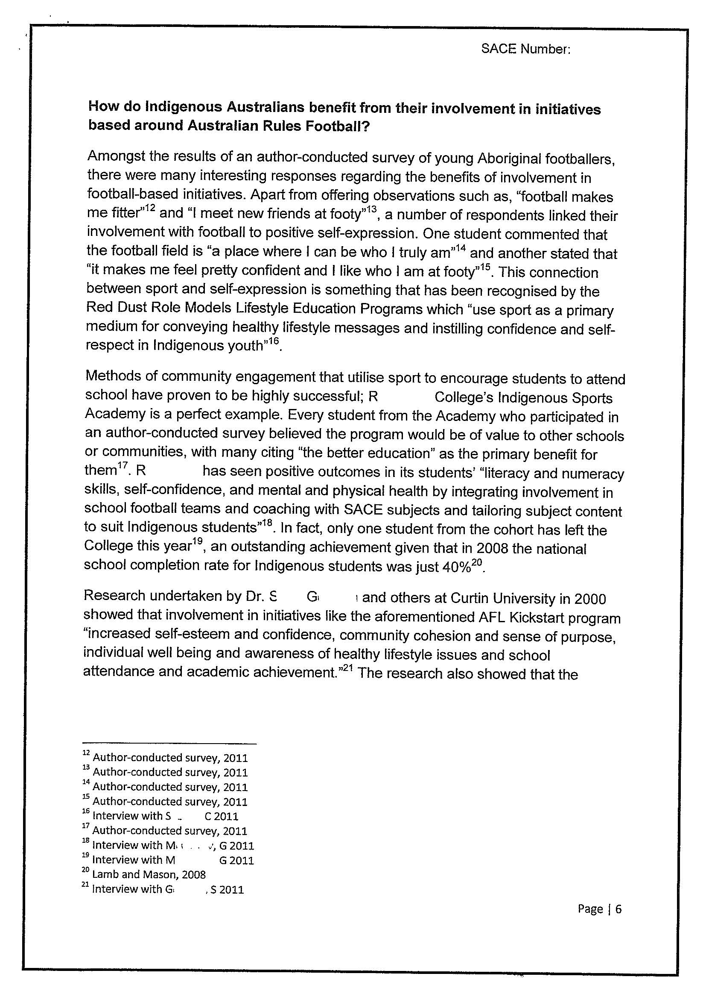 SACE Number:
How do Indigenous Australians benefit from their involvement in initiatives
based around Australian Rules Football?
Amongst the results of an author-conducted survey of young Aboriginal footballers,
there were many interesting responses regarding the benefits of involvement in
football-based initiatives. Apart from offering observations such as, “football makes
me fitter”12 and “I meet new friends at footy”13, a number of respondents linked their
involvement with football to positive self-expression. One student commented that
the football field is “a place where I can be who I truly am”14 and another stated that
“it makes me feel pretty confident and I like who I am at footy”15. This connection
between sport and self-expression is something that has been recognised by the
Red Dust Role Models Lifestyle Education Programs which “use sport as a primary
medium for conveying healthy lifestyle messages and instilling confidence and self-
respect in Indigenous youth”16.
Methods of community engagement that utilise sport to encourage students to attend
school have proven to be highly successful; R College’s Indigenous Sports
Academy is a perfect example. Every student from the Academy who participated in
an author-conducted survey believed the program would be of value to other schools
or communities, with many citing “the better education” as the primary benefit for
them17. R has seen positive outcomes in its students’ “literacy and numeracy
skills, self-confidence, and mental and physical health by integrating involvement in
school football teams and coaching with SACE subjects and tailoring subject content
to suit Indigenous students”18. In fact, only one student from the cohort has left the
College this year19, an outstanding achievement given that in 2008 the national
school completion rate for Indigenous students was just 40%20.
Research undertaken by Dr. S G and others at Curtin University in 2000
showed that involvement in initiatives like the aforementioned AFL Kickstart program
“increased self-esteem and confidence, community cohesion and sense of purpose,
individual well being and awareness of healthy lifestyle issues and school
attendance and academic achievement.”21 The research also showed that the
12 Author-conducted survey, 2011
13 Author-conducted survey, 2011
14 Author-conducted survey, 2011
15 Author-conducted survey, 2011
16 Interview with S C 2011
17 Author-conducted survey, 2011
18 Interview with M , G 2011
19 Interview with M G 2011
20 Lamb and Mason, 2008
21 Interview with G , S 2011
Page | 6